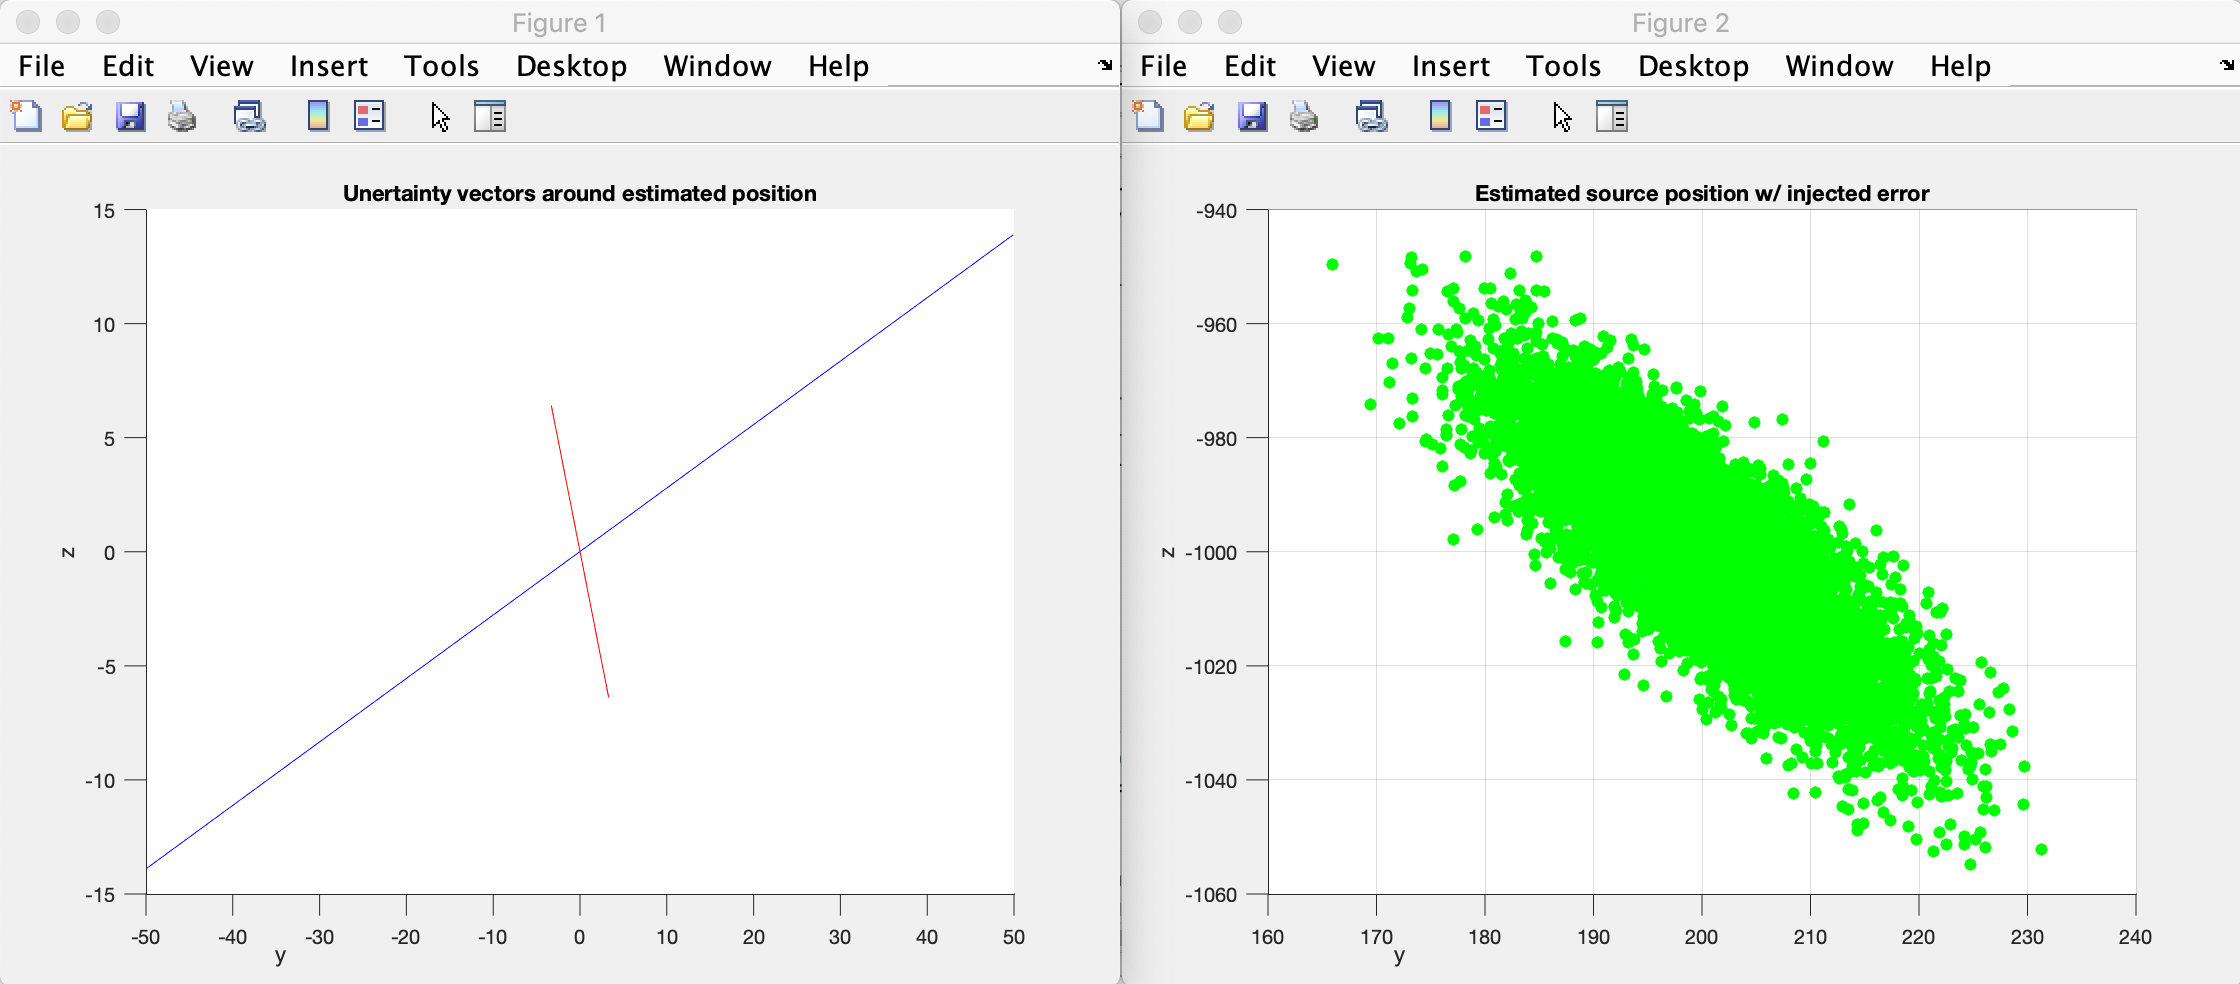 Figure 1
File Edit View Insert Tools Desktop Window Help
Unertainty vectors around estimated position
15
10
5
0
-5
-10
-15
z
-50 -40 -30 -20 -10 0 10 20 30 40 50
y
Figure 2
File Edit View Insert Tools Desktop Window Help
Estimated source position w/ injected error
-940
-960
-980
-1000
-1020
-1040
-1060
z
160 170 180 190 200 210 220 230 240
y